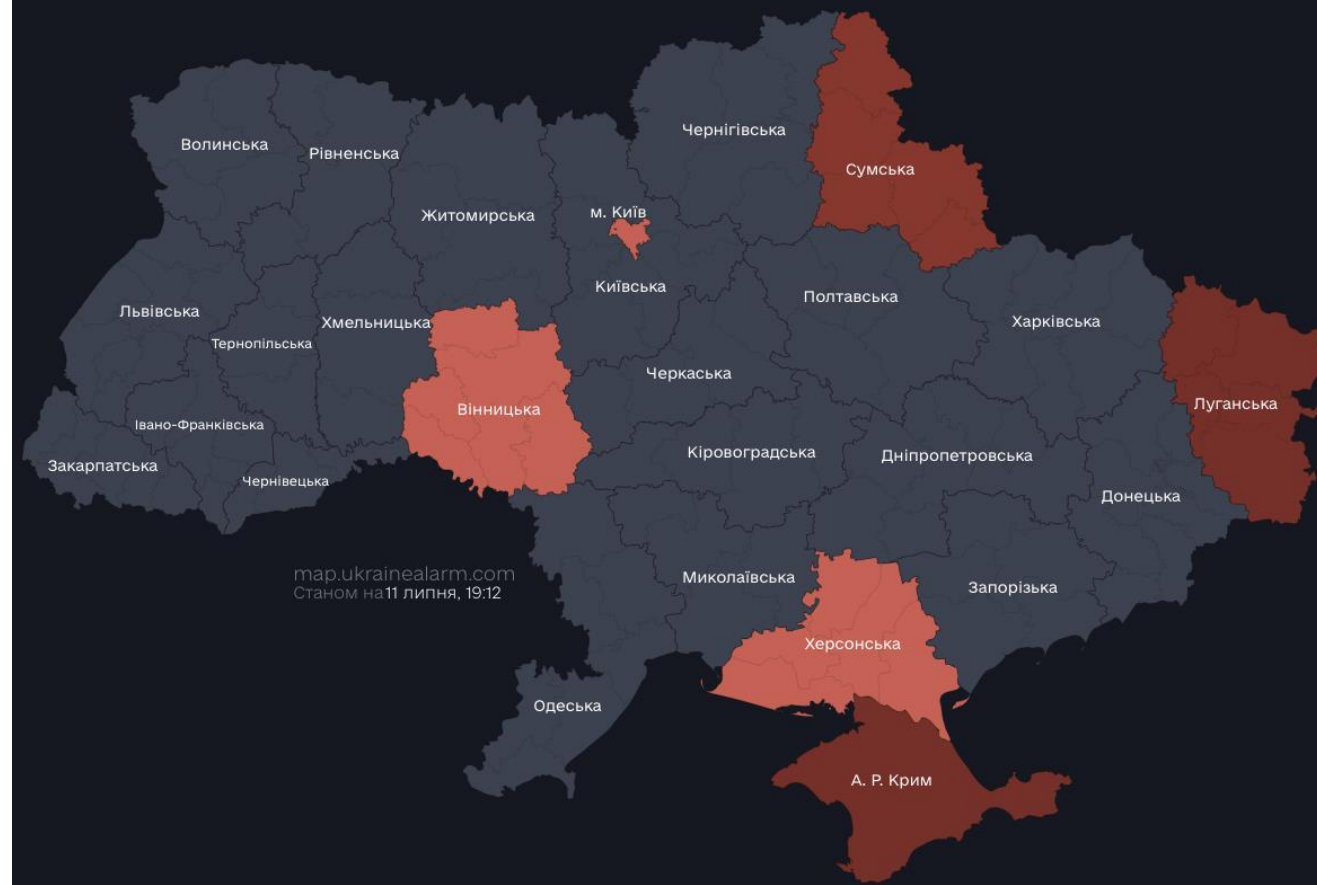 Чернігівська
Волинська
Рівненська
Сумська
м. Київ
Житомирська
Київська
Полтавська
Львівська
Хмельницька
Харківська
Тернопільська
Черкаська
Луганська
Вінницька
Івано-Франківська
Кіровоградська
Дніпропетровська
Закарпатська
Чернівецька
Донецька
map.ukrainealarm.com
Станом на 11 липня, 19:12
Миколаївська
Запорізька
Херсонська
Одеська
А. Р. Крим